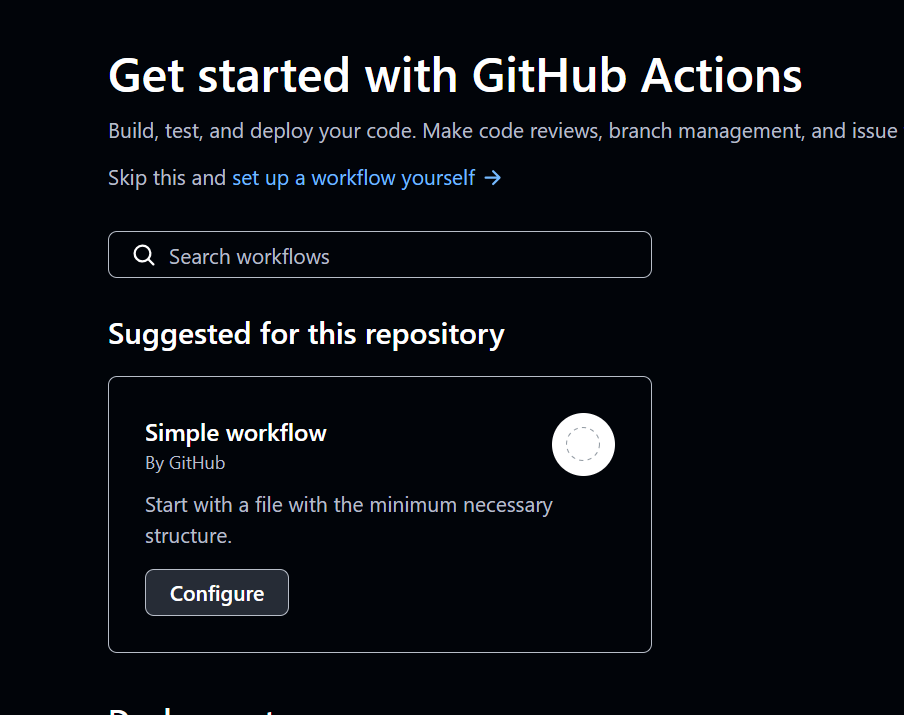 Get started with GitHub Actions
Build, test, and deploy your code. Make code reviews, branch management, and issue
Skip this and set up a workflow yourself →
Search workflows
Suggested for this repository
Simple workflow
By GitHub
Start with a file with the minimum necessary
structure.
Configure